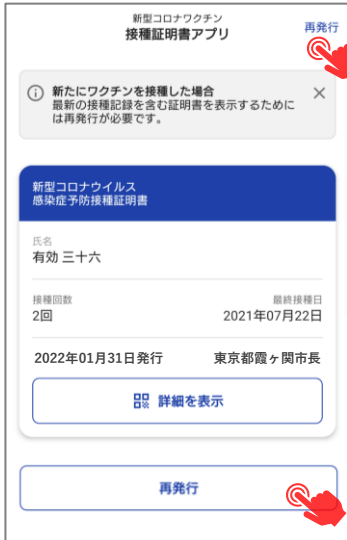 新型コロナワクチン
接種証明書アプリ
再発行
新たにワクチンを接種した場合
最新の接種記録を含む証明書を表示するために
は再発行が必要です。
新型コロナウイルス
感染症予防接種証明書
氏名
有効 三十六
接種回数 最終接種日
2回 2021年07月22日
2022年01月31日発行 東京都霞ヶ関市長
詳細を表示
再発行